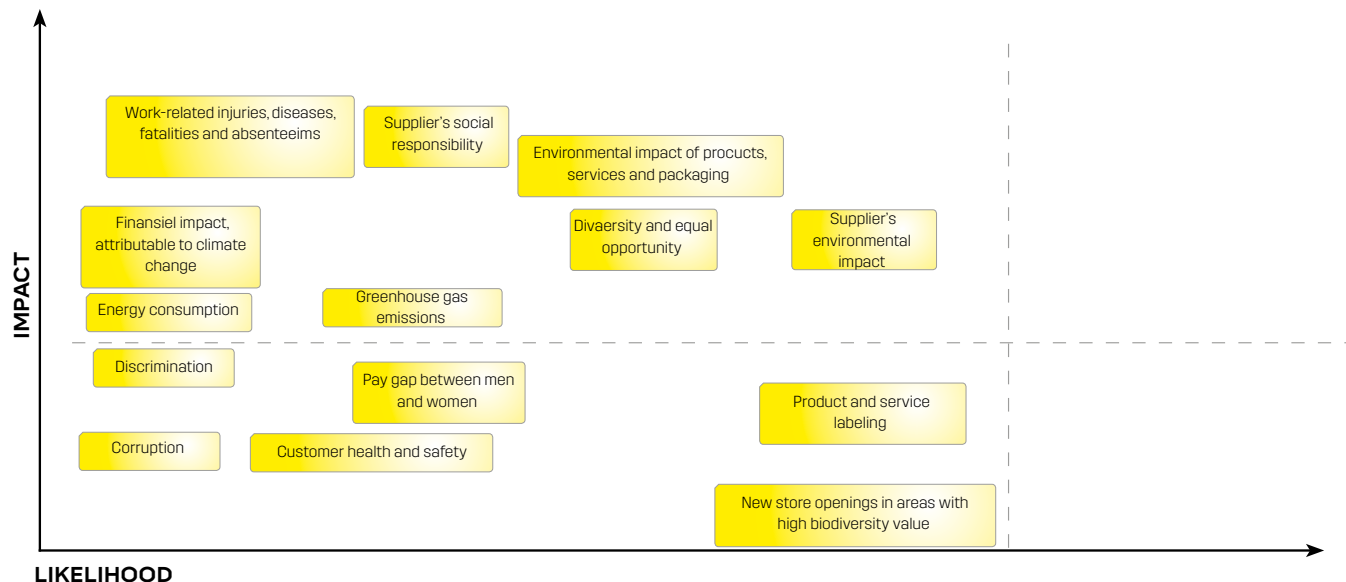 Work-related injuries, diseases,
fatalities and absenteeims
Supplier's social
responsibility
Environmental impact of procucts,
services and packaging
Finansiel impact,
attributable to climate
change
Divaersity and equal
opportunity
Supplier's
environmental
impact
Energy consumption
Greenhouse gas
emissions
IMPACT
Discrimination
Pay gap between men
and women
Product and service
labeling
Corruption
Customer health and safety
New store openings in areas with
high biodiversity value
LIKELIHOOD